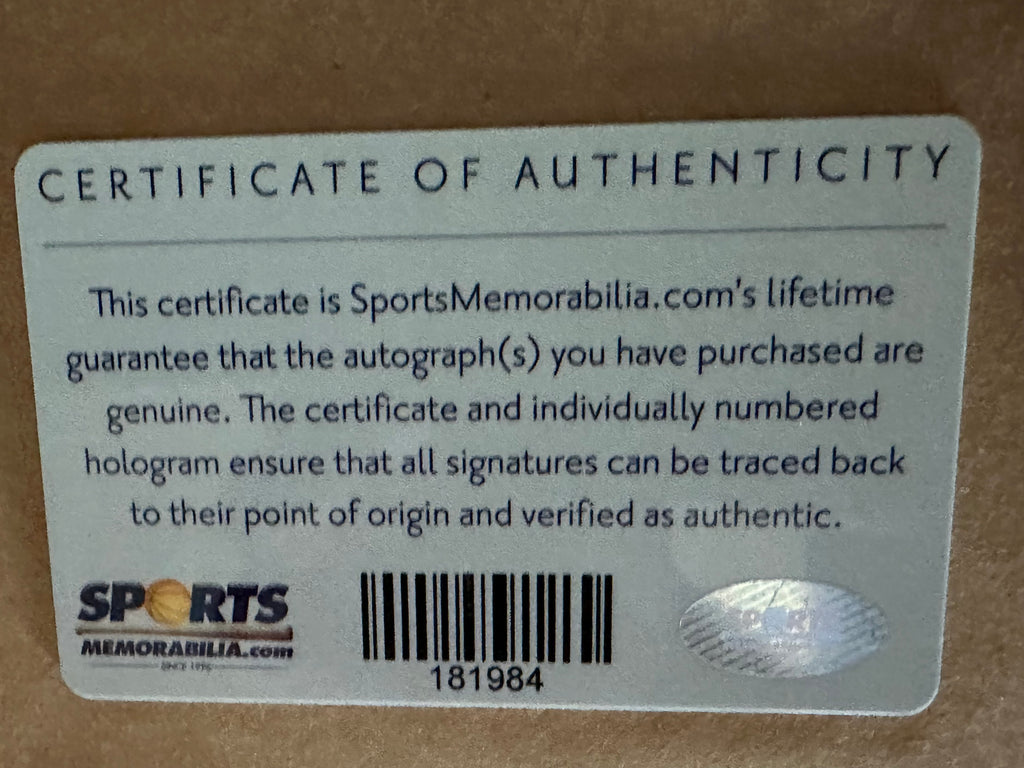 CERTIFICATE OF AUTHENTICITY
This certificate is SportsMemorabilia.com's lifetime
guarantee that the autograph(s) you have purchased are
genuine. The certificate and individually numbered
hologram ensure that all signatures can be traced back
to their point of origin and verified as authentic.
SPORTS
MEMORABILIA.com
181984